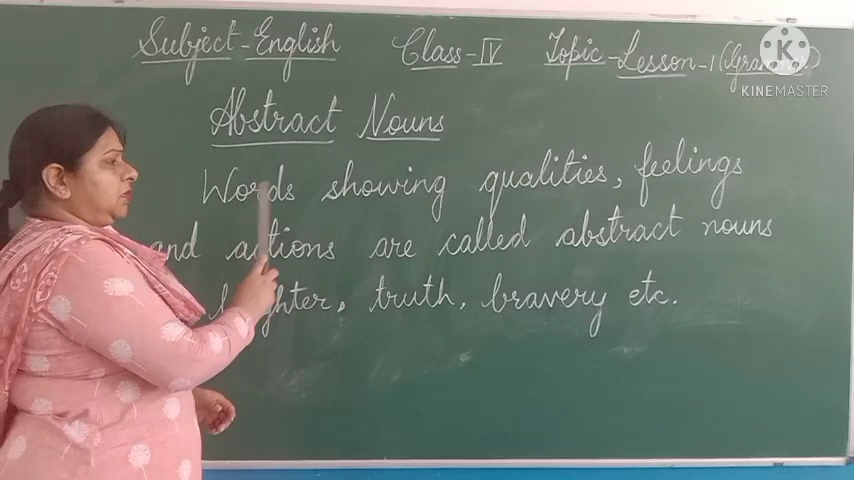 Subject-English Class-IV Topic-Lesson-1 (Grammar)
KINEMASTER
Abstract Nouns
Words showing qualities, feelings
and actions are called abstract nouns
truth, bravery etc.